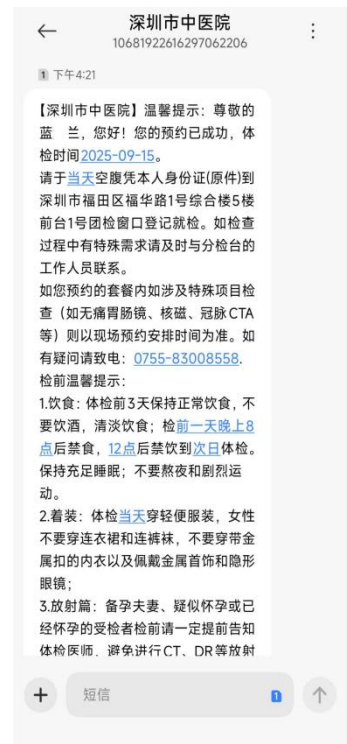 深圳市中医院
1068192261629706​2206
1 下午4:21
【深圳市中医院】温馨提示：尊敬的
蓝　兰，您好！您的预约已成功，体
检时间2025-09-15。
请于当天空腹凭本人身份证(原件)到
深圳市福田区福华路1号综合楼5楼
前台1号团检窗口登记就检。如检查
过程中有特殊需求请及时与分检台的
工作人员联系。
如您预约的套餐内如涉及特殊项目检
查（如无痛胃肠镜、核磁、冠脉CTA
等）则以现场预约安排时间为准。如
有疑问请致电：0755-83008558.
检前温馨提示：
1.饮食：体检前3天保持正常饮食，不
要饮酒，清淡饮食；检前一天晚上8
点后禁食，12点后禁饮到次日体检。
保持充足睡眠；不要熬夜和剧烈运
动。
2.着装：体检当天穿轻便服装，女性
不要穿连衣裙和连裤袜，不要穿带金
属扣的内衣以及佩戴金属首饰和隐形
眼镜；
3.放射篇：备孕夫妻、疑似怀孕或已
经怀孕的受检者检前请一定提前告知
体检医师，避免进行CT、DR等放射
短信
1